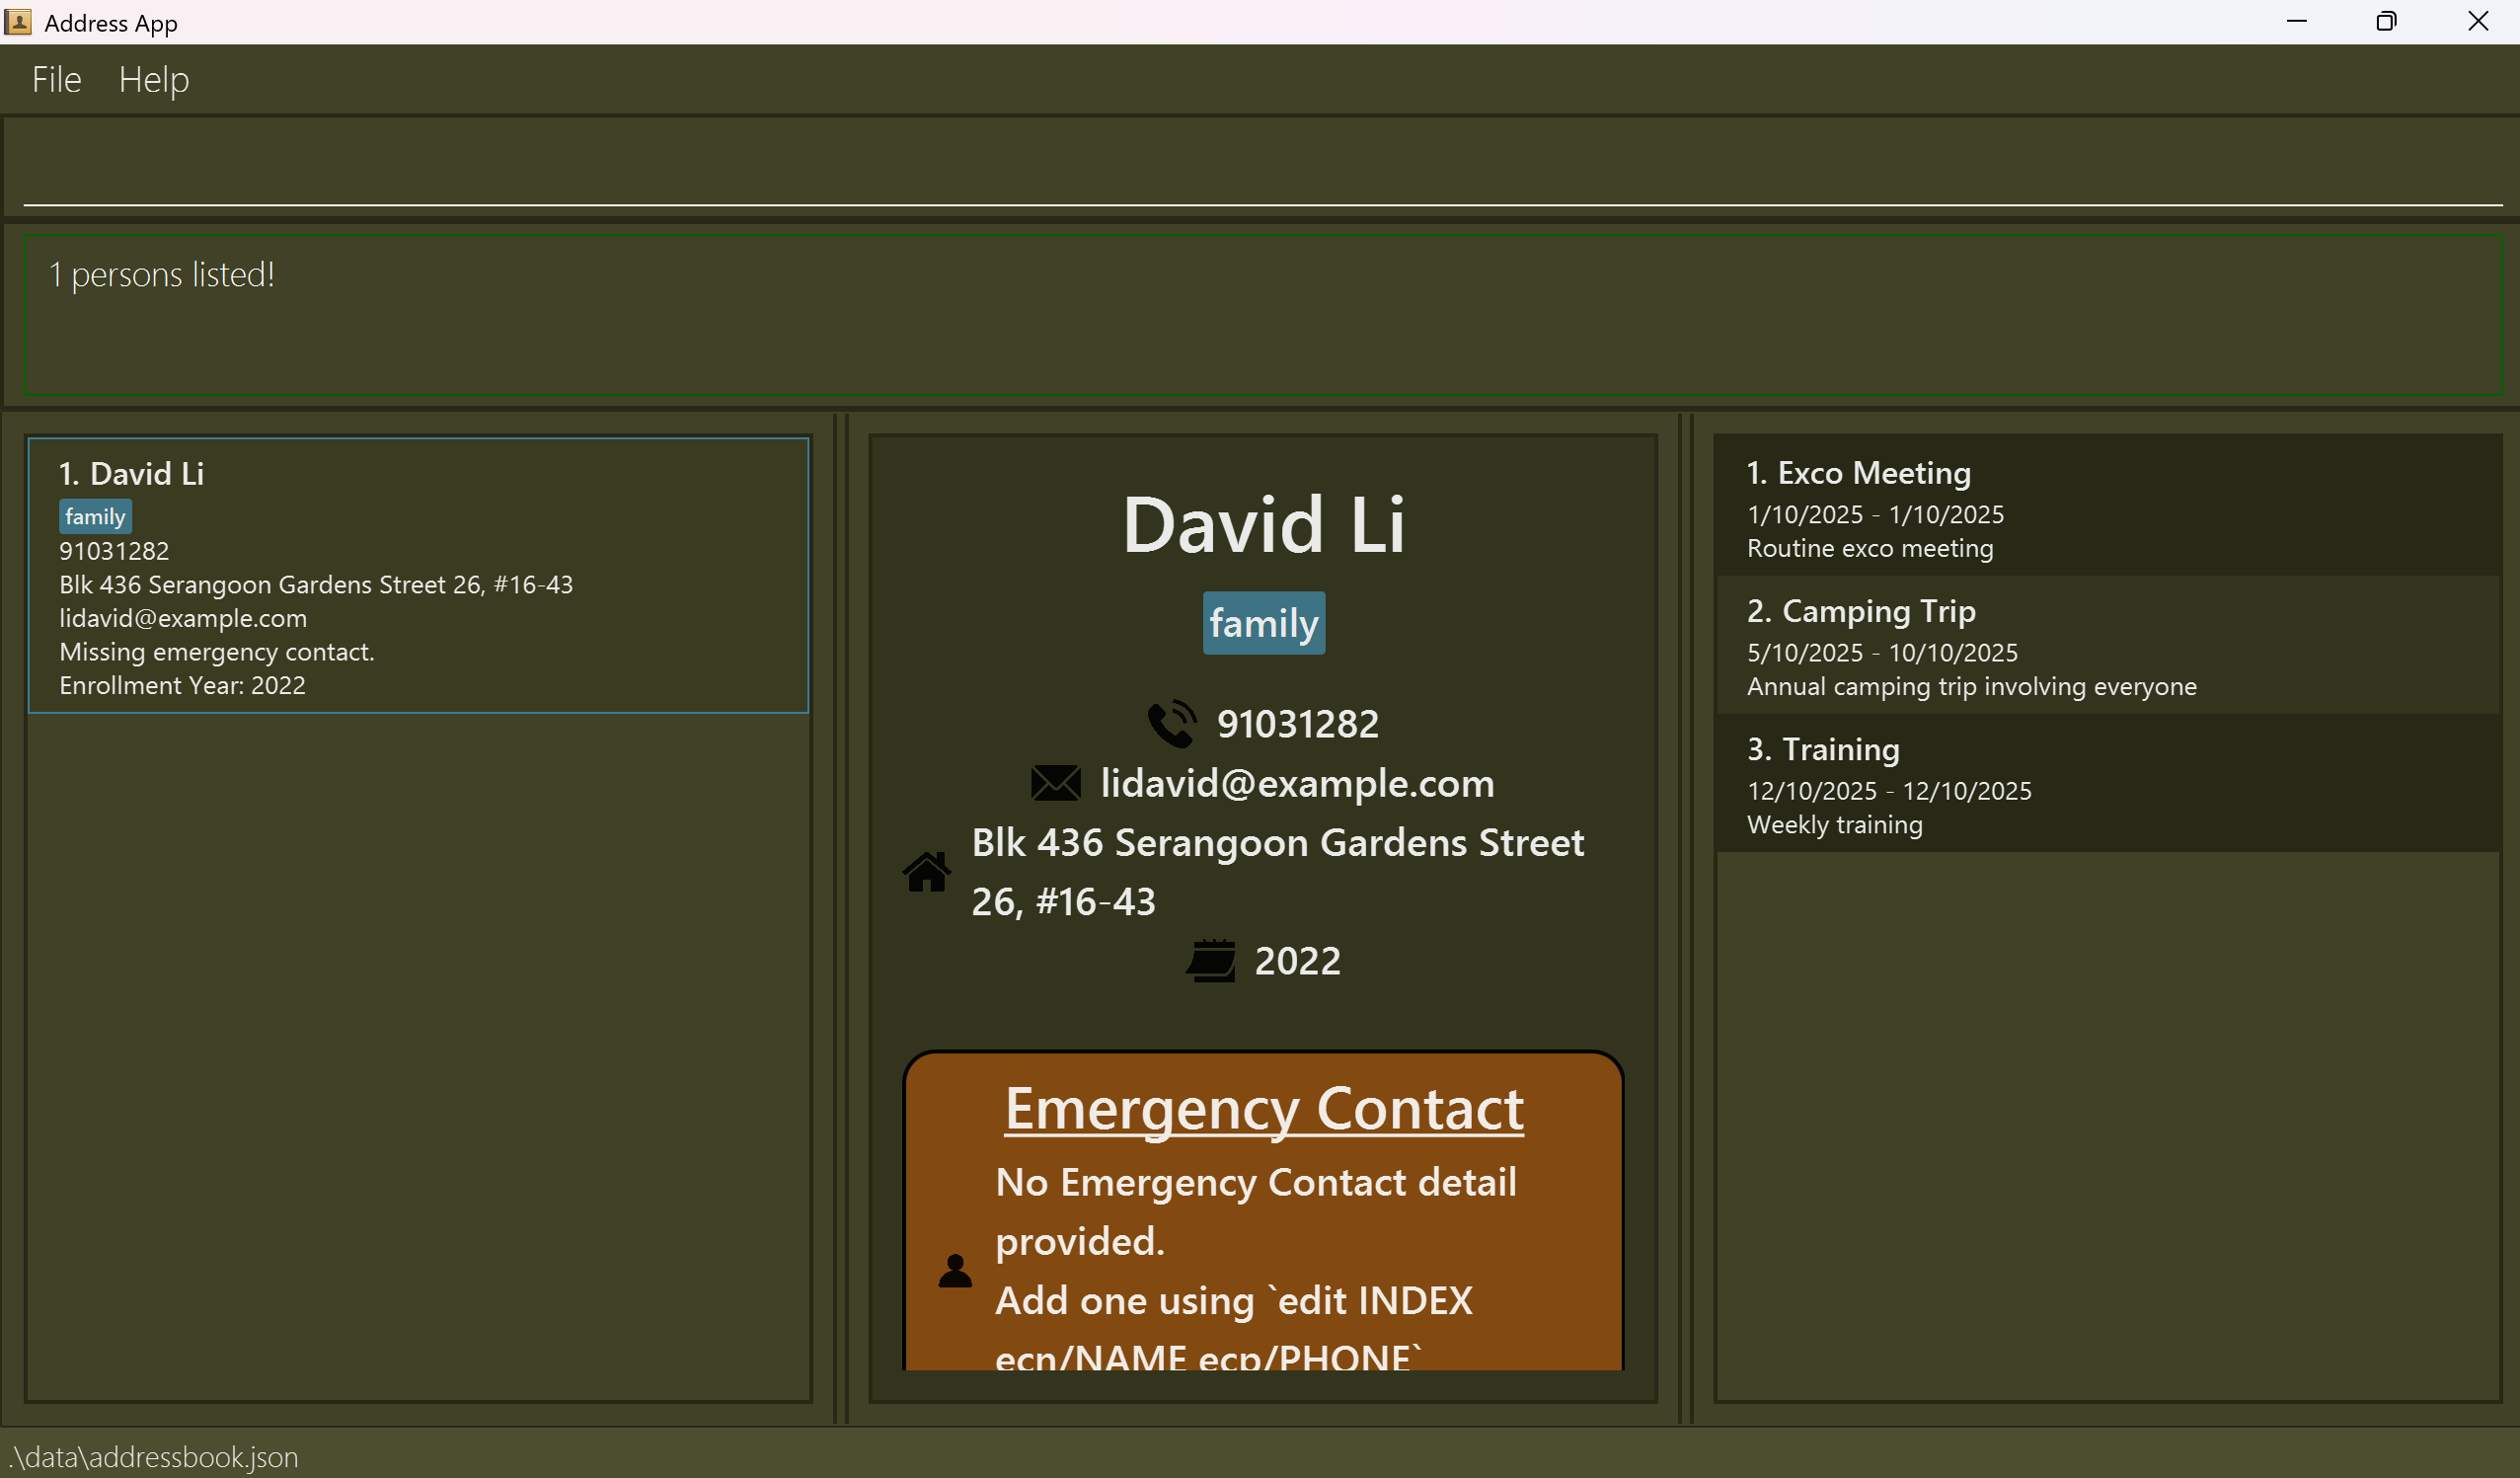 Address App
File Help
1 persons listed!
1. David Li
family
91031282
Blk 436 Serangoon Gardens Street 26, #16-43
lidavid@example.com
Missing emergency contact.
Enrollment Year: 2022
David Li
family
91031282
lidavid@example.com
Blk 436 Serangoon Gardens Street
26, #16-43
2022
Emergency Contact
No Emergency Contact detail
provided.
Add one using `edit INDEX
ecn/NAME ecp/PHONE`
1. Exco Meeting
1/10/2025 - 1/10/2025
Routine exco meeting
2. Camping Trip
5/10/2025 - 10/10/2025
Annual camping trip involving everyone
3. Training
12/10/2025 - 12/10/2025
Weekly training
.\data\addressbook.json